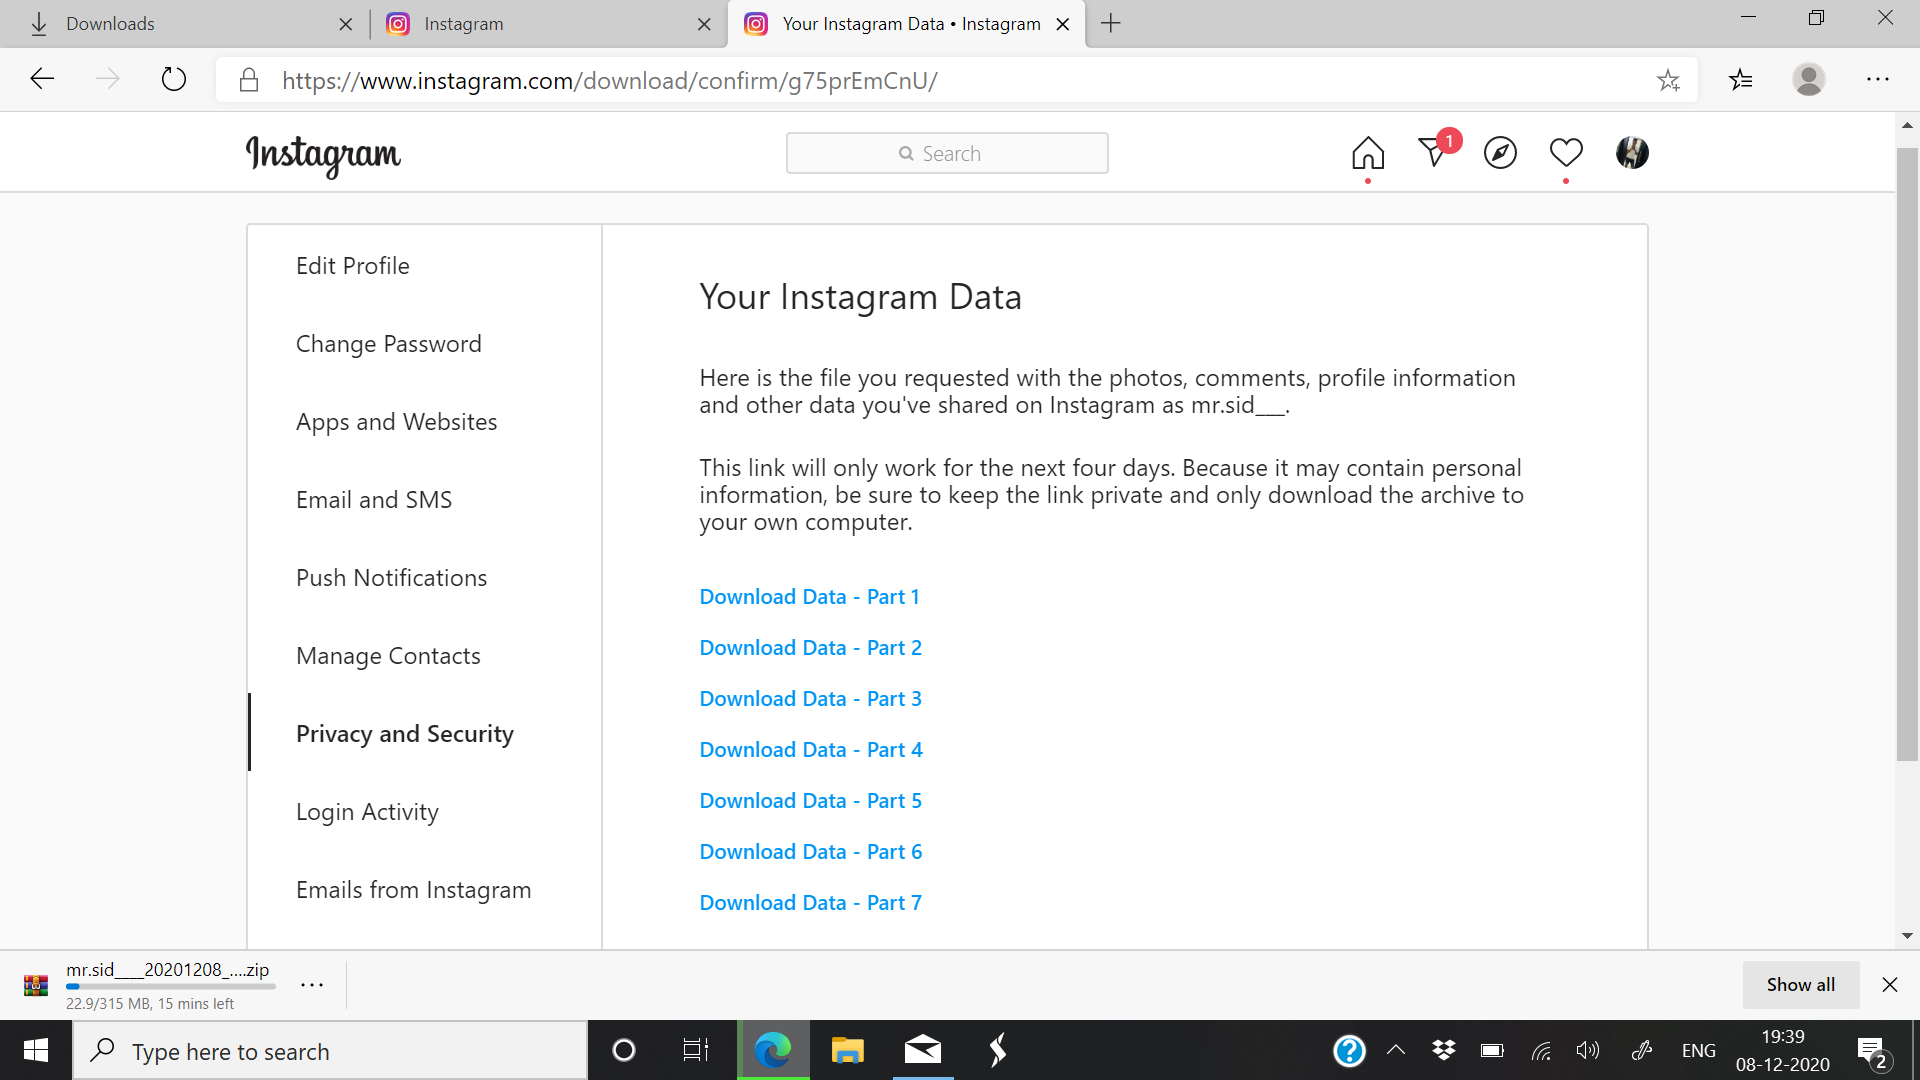 Downloads
Instagram
Your Instagram Data • Instagram
https://www.instagram.com/download/confirm/g75prEmCnU/
Instagram
Search
1
Edit Profile
Change Password
Apps and Websites
Email and SMS
Push Notifications
Manage Contacts
Privacy and Security
Login Activity
Emails from Instagram
Your Instagram Data
Here is the file you requested with the photos, comments, profile information
and other data you've shared on Instagram as mr.sid___.
This link will only work for the next four days. Because it may contain personal
information, be sure to keep the link private and only download the archive to
your own computer.
Download Data - Part 1
Download Data - Part 2
Download Data - Part 3
Download Data - Part 4
Download Data - Part 5
Download Data - Part 6
Download Data - Part 7
mr.sid___20201208_....zip
22.9/315 MB, 15 mins left
Show all
Type here to search
ENG
19:39
08-12-2020
2